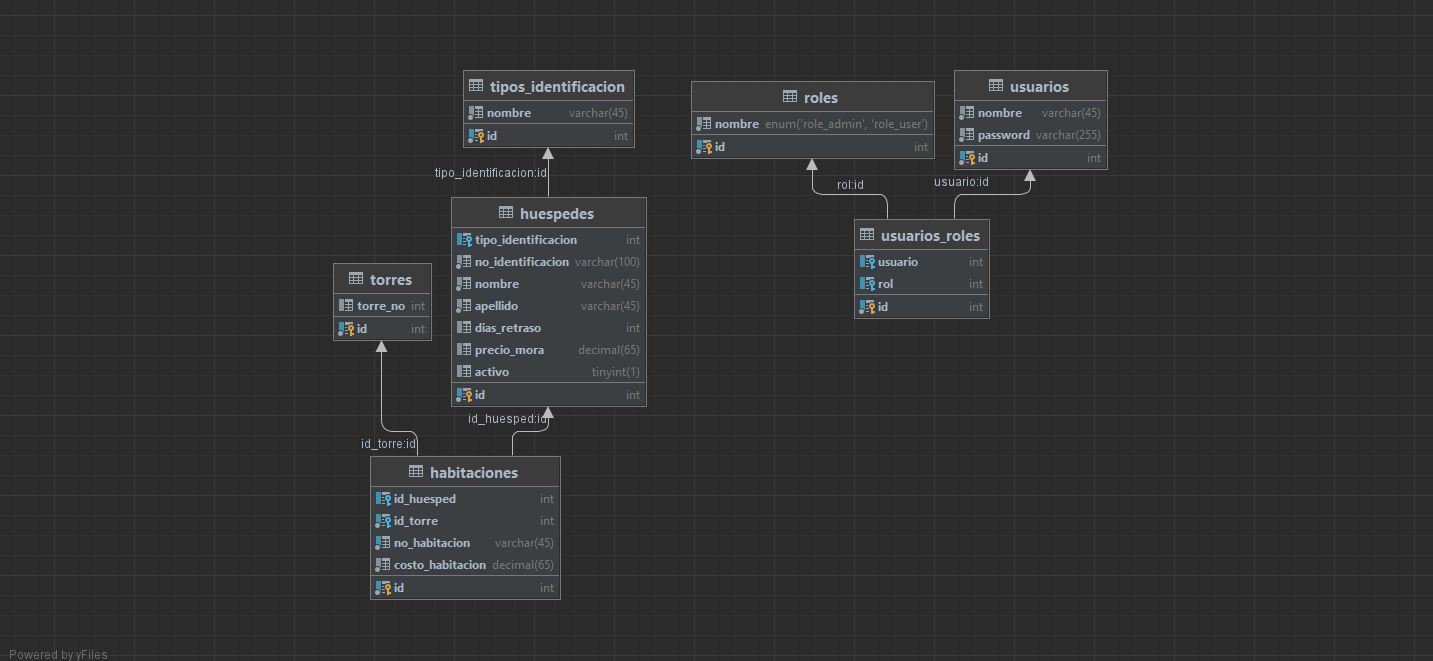 tipos_identificacion
nombre varchar(45)
id int
roles
nombre enum('role_admin', 'role_user')
id int
usuarios
nombre varchar(45)
password varchar(255)
id int
tipo_identificacion:id
rol:id
usuario:id
huespedes
tipo_identificacion int
no_identificacion varchar(100)
nombre varchar(45)
apellido varchar(45)
dias_retraso int
precio_mora decimal(65)
activo tinyint(1)
id int
usuarios_roles
usuario int
rol int
id int
torres
torre_no int
id int
id_huesped:id
id_torre:id
habitaciones
id_huesped int
id_torre int
no_habitacion varchar(45)
costo_habitacion decimal(65)
id int
Powered by yFiles